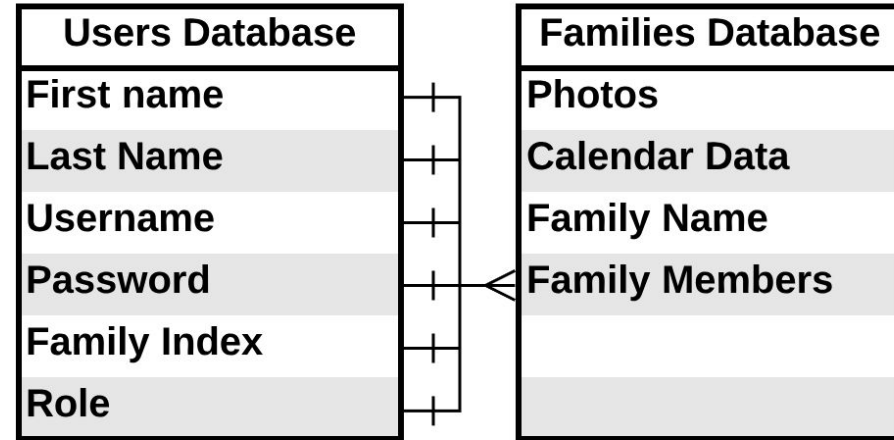 Users Database
First name
Last Name
Username
Password
Family Index
Role
Families Database
Photos
Calendar Data
Family Name
Family Members